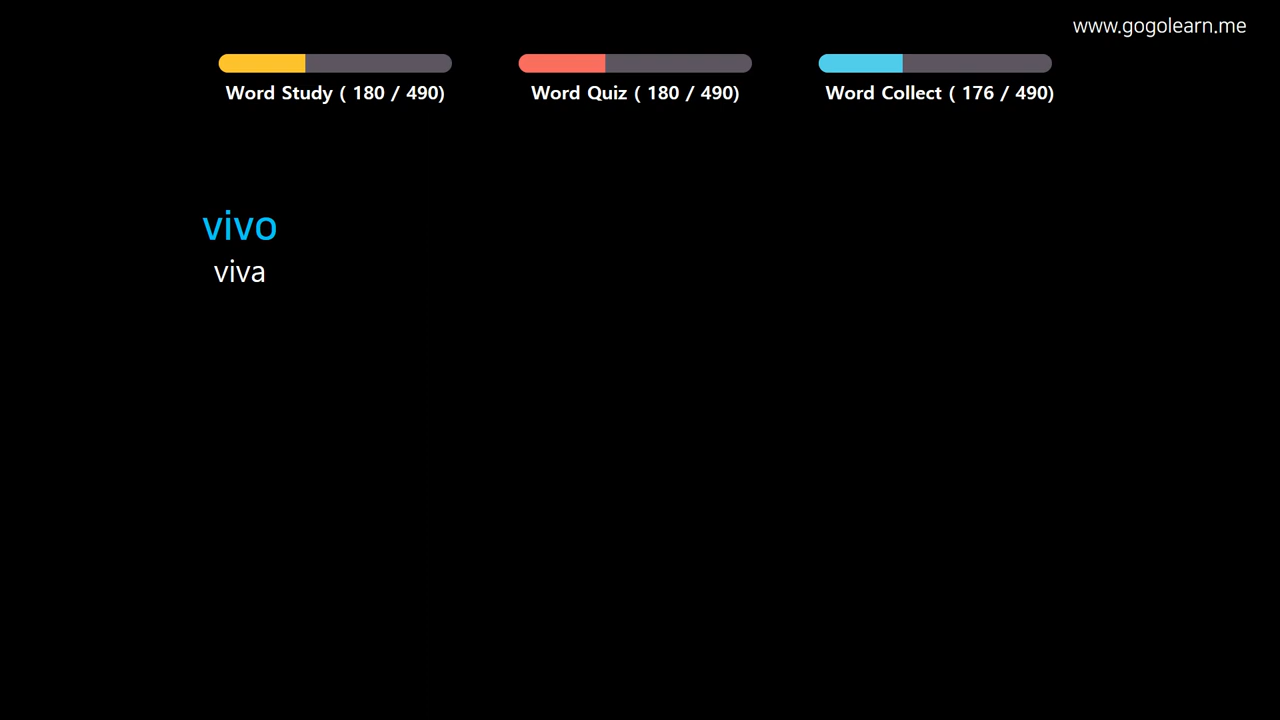 www.gogolearn.me
Word Study ( 180 / 490)
Word Quiz ( 180 / 490)
Word Collect ( 176 / 490)
vivo
viva